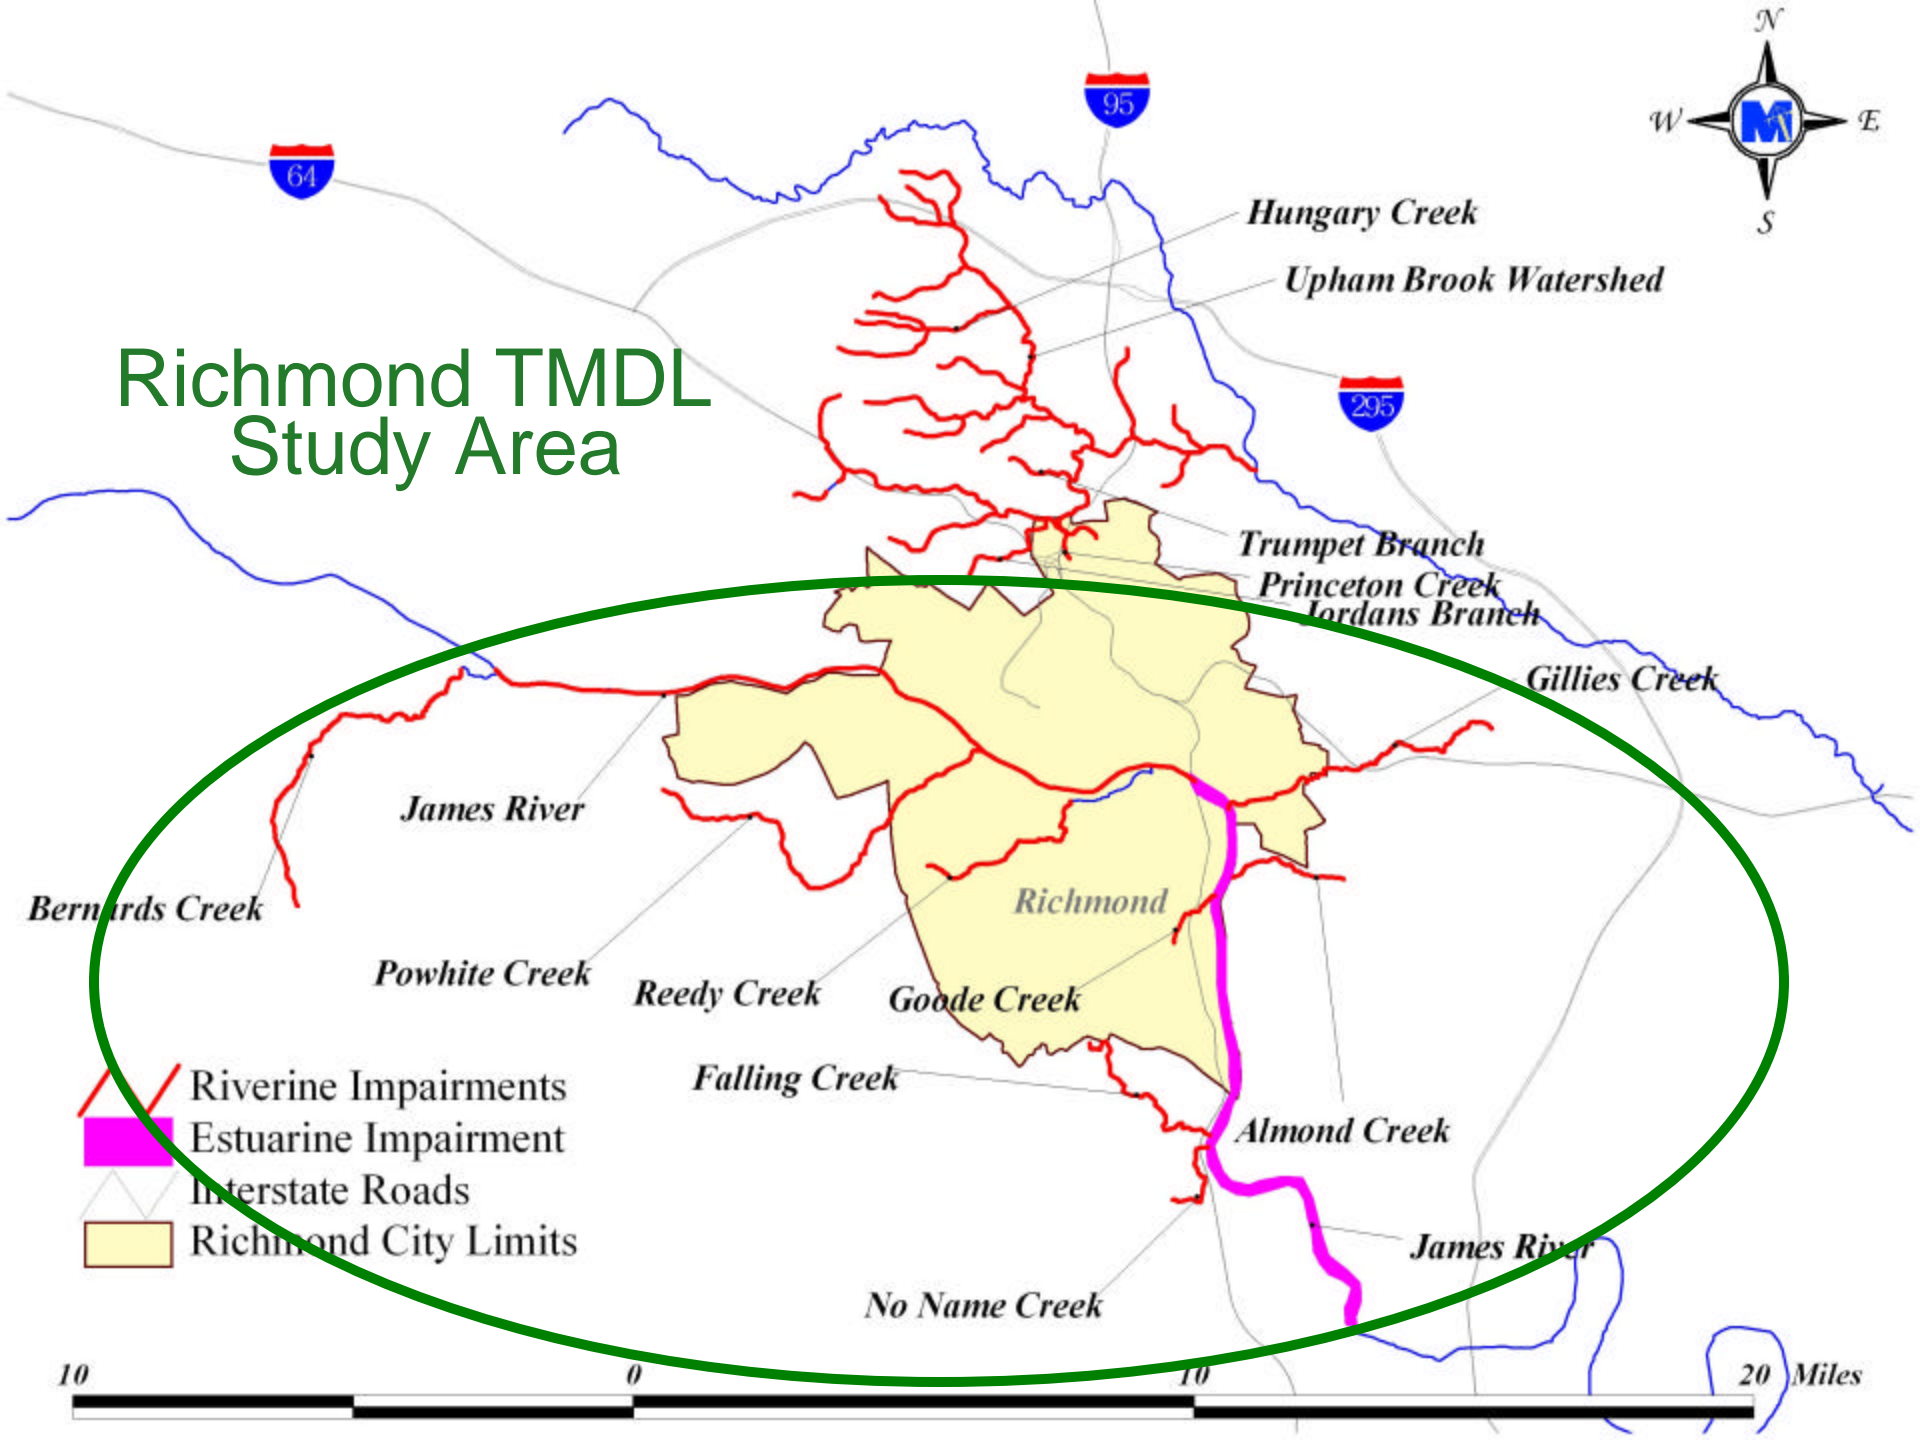 N
95
W
M
E
64
S
Hungary Creek
Upham Brook Watershed
Richmond TMDL
Study Area
295
Trumpet Branch
Princeton Creek
Jordans Branch
Gillies Creek
James River
Bernards Creek
Richmond
Powhite Creek
Reedy Creek
Goode Creek
Falling Creek
Riverine Impairments
Almond Creek
Estuarine Impairment
Interstate Roads
Richmond City Limits
James River
No Name Creek
10 0 10 20 Miles